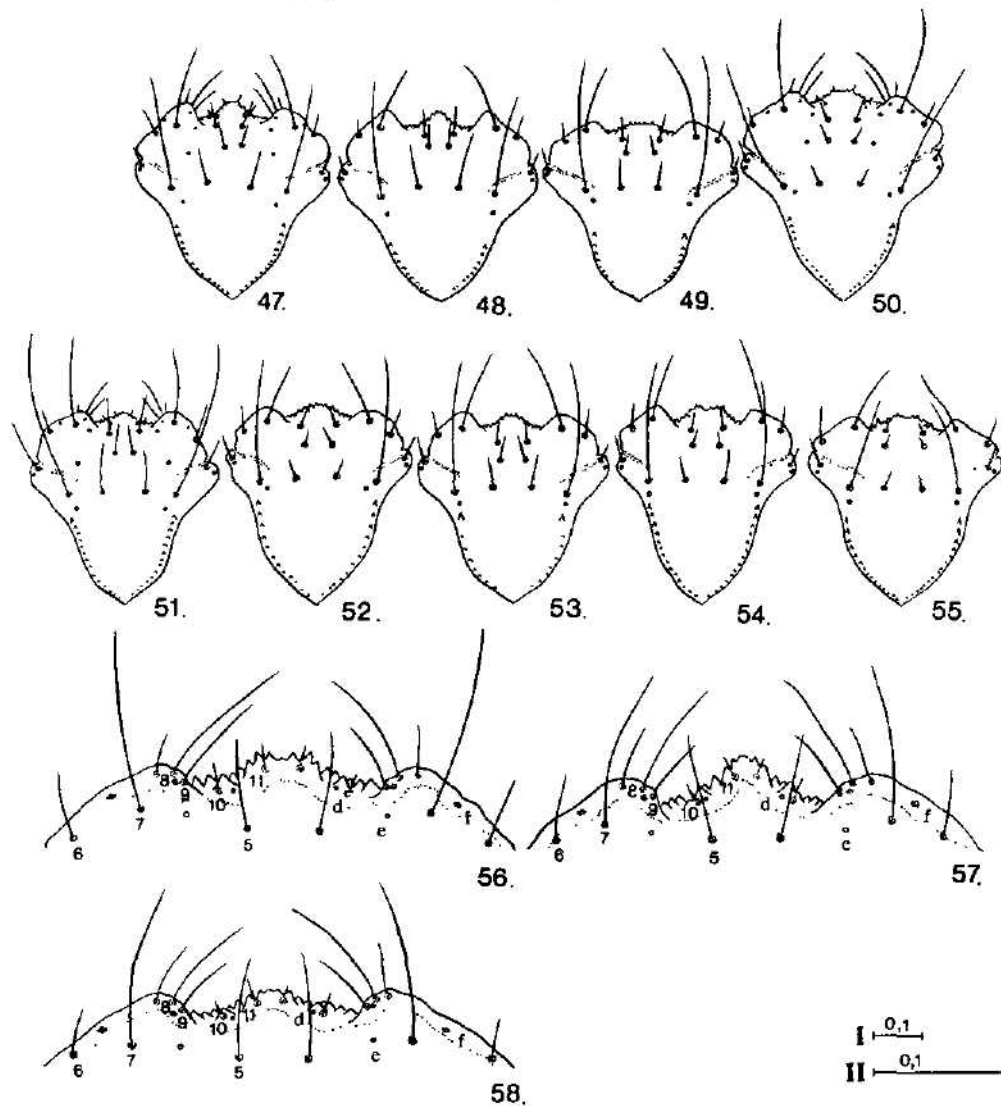 47. 48. 49. 50.
51. 52. 53. 54. 55.
6 7 8 9 10 5 11 d e f 56.
6 7 8 9 10 11 5 d c f 57.
6 7 8 9 10 11 5 d e f 58.
I 0,1
II 0,1